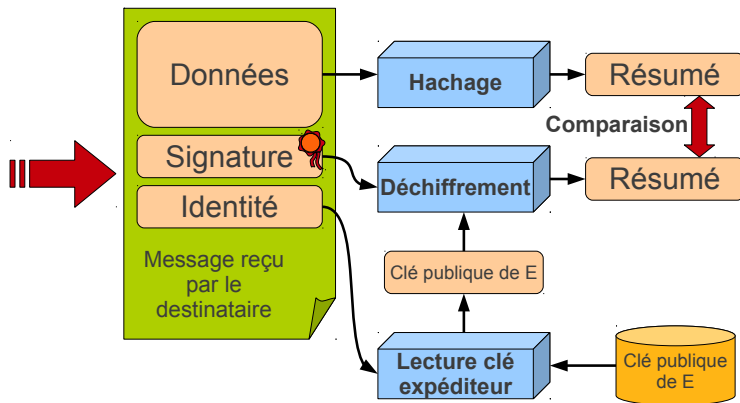 Données
Hachage
Résumé
Comparaison
Signature
Déchiffrement
Résumé
Identité
Message reçu
par le
destinataire
Clé publique de E
Lecture clé
expéditeur
Clé publique
de E